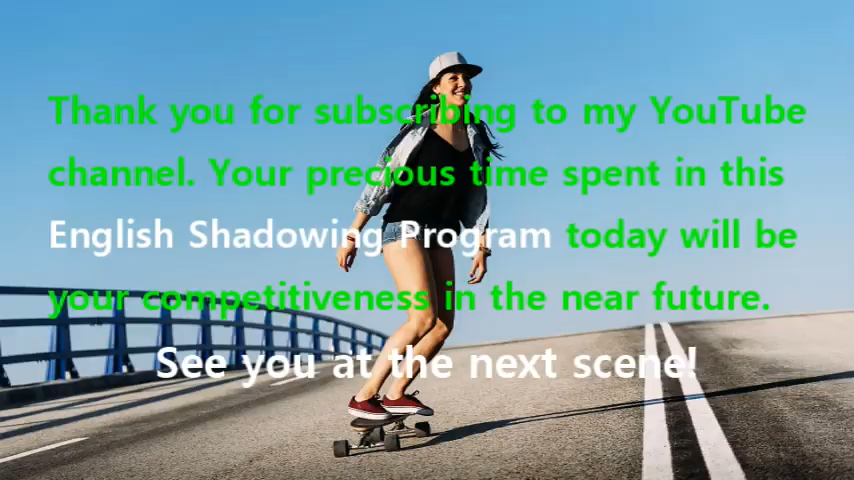 Thank you for subscribing to my YouTube
channel. Your precious time spent in this
English Shadowing Program today will be
your competitiveness in the near future.
See you at the next scene!